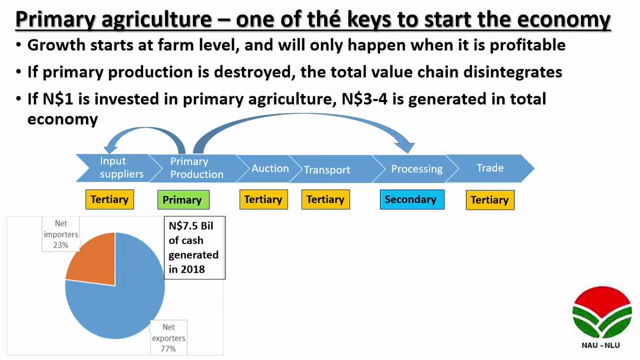 Primary agriculture – one of thé keys to start the economy
• Growth starts at farm level, and will only happen when it is profitable
• If primary production is destroyed, the total value chain disintegrates
• If N$1 is invested in primary agriculture, N$3-4 is generated in total
economy
Input
suppliers
Primary
Production
Auction
Transport
Processing
Trade
Tertiary
Primary
Tertiary
Tertiary
Secondary
Tertiary
Net
importers
23%
N$7.5 Bil
of cash
generated
in 2018
Net
exporters
77%
NAU - NLU